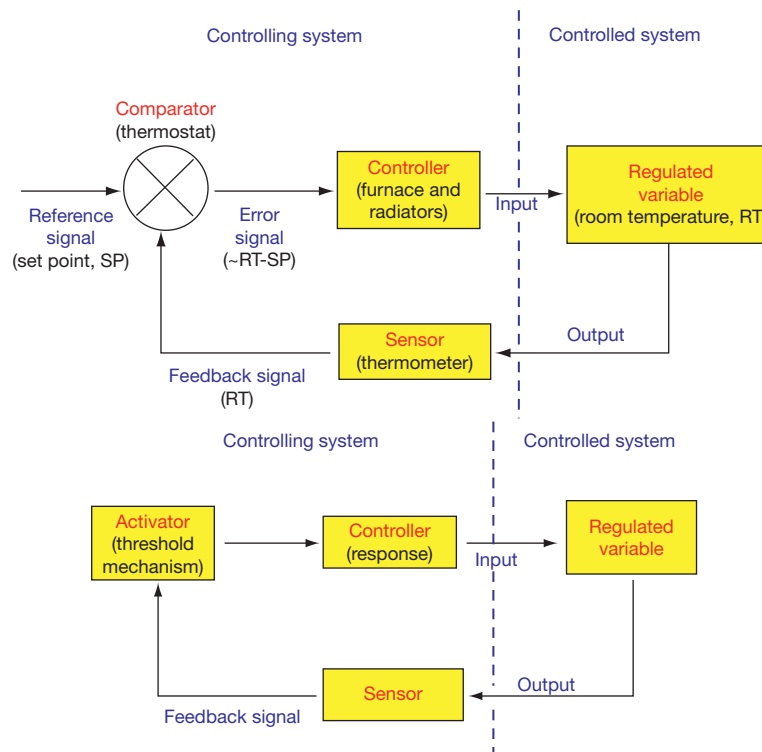 Controlling system
Controlled system
Comparator
(thermostat)
Controller
(furnace and
radiators)
Regulated
variable
(room temperature, RT)
Input
Reference
signal
(set point, SP)
Error
signal
(~RT-SP)
Sensor
(thermometer)
Output
Feedback signal
(RT)
Controlling system
Controlled system
Activator
(threshold
mechanism)
Controller
(response)
Regulated
variable
Input
Sensor
Output
Feedback signal